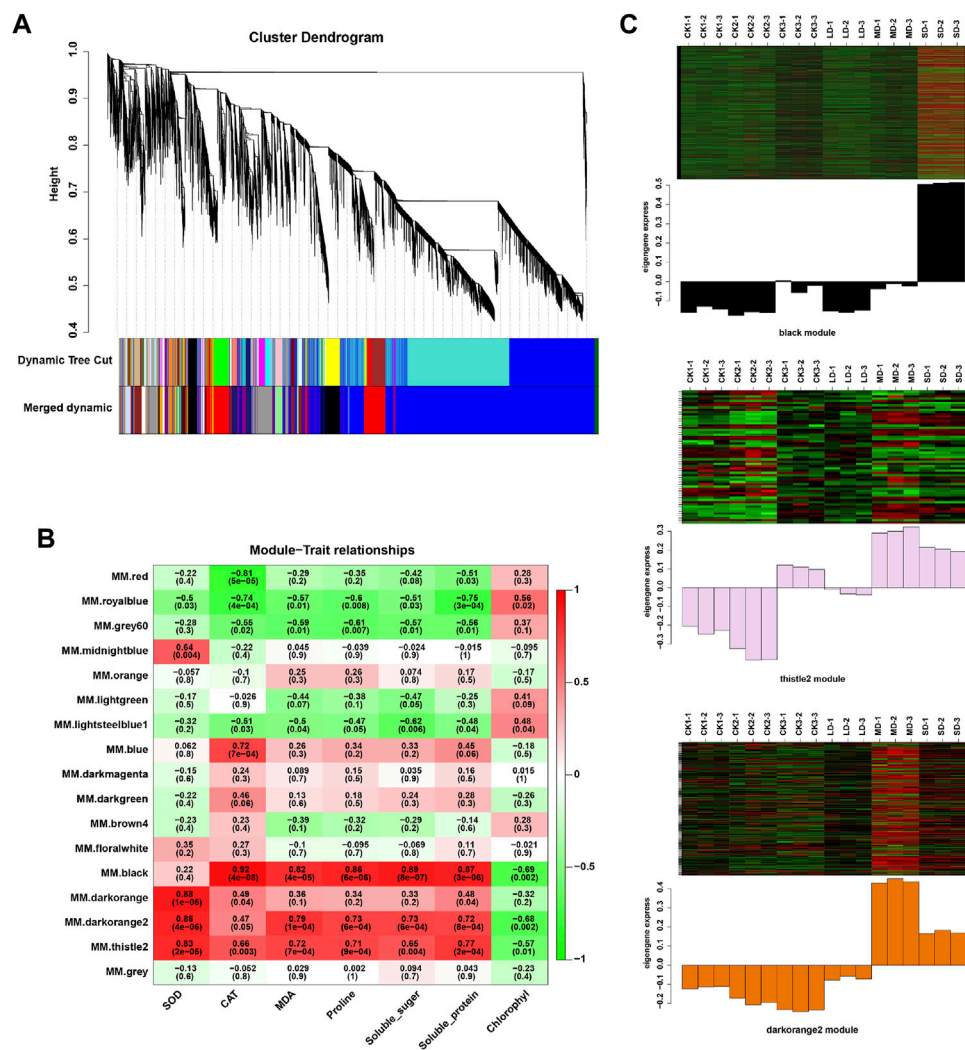 A
Cluster Dendrogram
Height
1.0
0.9
0.8
0.7
0.6
0.5
0.4
Dynamic Tree Cut
Merged dynamic
B
Module-Trait relationships
MM.red -0.22 -0.81 -0.29 -0.35 -0.42 -0.51 0.28
(0.4) (5e-05) (0.2) (0.2) (0.08) (0.03) (0.3)
MM.royalblue -0.5 -0.74 -0.57 -0.6 -0.51 -0.75 0.56
(0.03) (4e-04) (0.01) (0.008) (0.03) (3e-04) (0.02)
MM.grey60 -0.28 -0.55 -0.59 -0.61 -0.57 -0.56 0.37
(0.3) (0.02) (0.01) (0.007) (0.01) (0.01) (0.1)
MM.midnightblue 0.64 -0.22 0.045 -0.039 -0.024 -0.015 -0.095
(0.004) (0.4) (0.9) (0.9) (0.9) (1) (0.7)
MM.orange -0.057 -0.1 0.25 0.26 0.074 0.17 -0.17
(0.8) (0.7) (0.3) (0.3) (0.8) (0.5) (0.5)
MM.lightgreen -0.17 -0.026 -0.44 -0.38 -0.47 -0.25 0.41
(0.5) (0.9) (0.07) (0.1) (0.05) (0.3) (0.09)
MM.lightsteelblue1 -0.32 -0.51 -0.5 -0.47 -0.62 -0.48 0.48
(0.2) (0.03) (0.04) (0.05) (0.006) (0.04) (0.04)
MM.blue 0.062 0.72 0.26 0.34 0.33 0.45 -0.18
(0.8) (7e-04) (0.3) (0.2) (0.2) (0.06) (0.5)
MM.darkmagenta -0.15 0.24 0.089 0.15 0.035 0.16 0.015
(0.6) (0.3) (0.7) (0.5) (0.9) (0.5) (1)
MM.darkgreen -0.22 0.46 0.13 0.18 0.24 0.28 -0.26
(0.4) (0.06) (0.6) (0.5) (0.3) (0.3) (0.3)
MM.brown4 -0.23 0.23 -0.39 -0.32 -0.29 -0.14 0.28
(0.4) (0.4) (0.1) (0.2) (0.2) (0.6) (0.3)
MM.floralwhite 0.35 0.27 -0.1 -0.095 -0.069 0.11 -0.021
(0.2) (0.3) (0.7) (0.7) (0.8) (0.7) (0.9)
MM.black 0.22 0.92 0.82 0.86 0.89 0.87 -0.69
(0.4) (4e-08) (4e-05) (6e-06) (8e-07) (3e-06) (0.002)
MM.darkorange 0.88 0.49 0.36 0.34 0.33 0.48 -0.32
(1e-06) (0.04) (0.1) (0.2) (0.2) (0.04) (0.2)
MM.darkorange2 0.86 0.47 0.79 0.73 0.73 0.72 -0.68
(4e-06) (0.05) (1e-04) (6e-04) (6e-04) (8e-04) (0.002)
MM.thistle2 0.83 0.66 0.72 0.71 0.65 0.77 -0.57
(2e-05) (0.003) (7e-04) (9e-04) (0.004) (2e-04) (0.01)
MM.grey -0.13 -0.052 0.029 0.002 0.094 0.043 -0.23
(0.6) (0.8) (0.9) (1) (0.7) (0.9) (0.4)
SOD CAT MDA Proline Soluble_suger Soluble_protein Chlorophyl
1
0.5
0
-0.5
-1
C
CK1-1 CK1-2 CK1-3 CK2-1 CK2-2 CK2-3 CK3-1 CK3-2 CK3-3 LD-1 LD-2 LD-3 MD-1 MD-2 MD-3 SD-1 SD-2 SD-3
eigengene express
0.5
0.4
0.3
0.2
0.1
0.0
-0.1
black module
CK1-1 CK1-2 CK1-3 CK2-1 CK2-2 CK2-3 CK3-1 CK3-2 CK3-3 LD-1 LD-2 LD-3 MD-1 MD-2 MD-3 SD-1 SD-2 SD-3
eigengene express
0.3
0.2
0.1
0.0
-0.1
-0.3
thistle2 module
CK1-1 CK1-2 CK1-3 CK2-1 CK2-2 CK2-3 CK3-1 CK3-2 CK3-3 LD-1 LD-2 LD-3 MD-1 MD-2 MD-3 SD-1 SD-2 SD-3
eigengene express
0.4
0.3
0.2
0.1
0.0
-0.1
-0.2
darkorange2 module